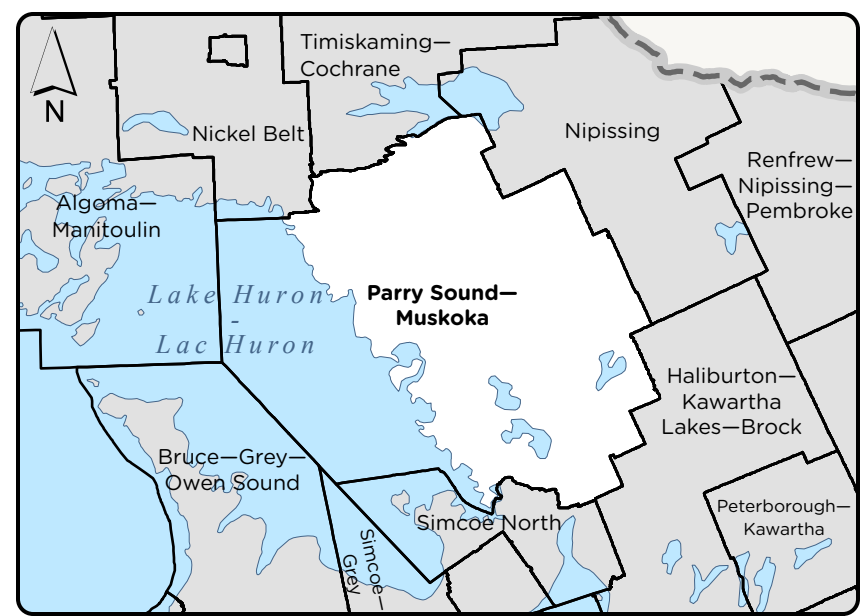 N
Timiskaming—
Cochrane
Nickel Belt
Nipissing
Renfrew—
Nipissing—
Pembroke
Algoma—
Manitoulin
Lake Huron
-
Lac Huron
Parry Sound—
Muskoka
Haliburton—
Kawartha
Lakes—Brock
Bruce—Grey—
Owen Sound
Simcoe North
Peterborough—
Kawartha
Simcoe—
Grey